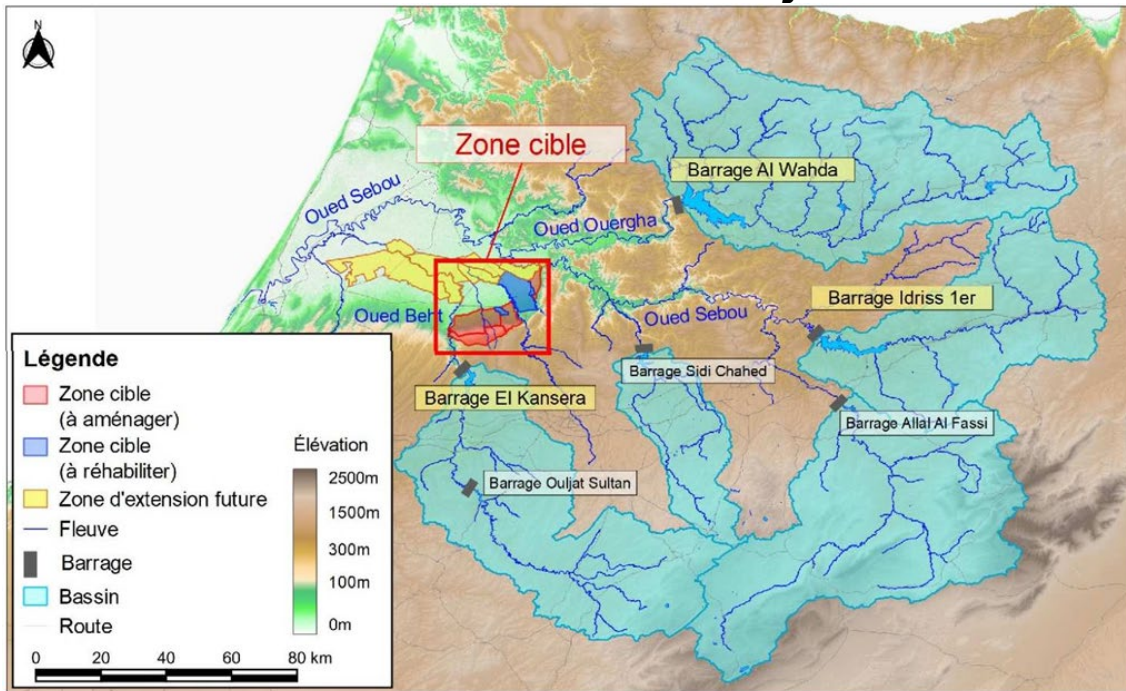 N
Zone cible
Oued Sebou
Barrage Al Wahda
Oued Ouergha
Barrage Idriss 1er
Oued Beht
Oued Sebou
Barrage Sidi Chahed
Barrage El Kansera
Barrage Allal Al Fassi
Barrage Ouljat Sultan
Légende
Zone cible
(à aménager)
Zone cible
(à réhabiliter)
Zone d'extension future
Fleuve
Barrage
Bassin
Route
Élévation
2500m
1500m
300m
100m
0m
0 20 40 60 80 km